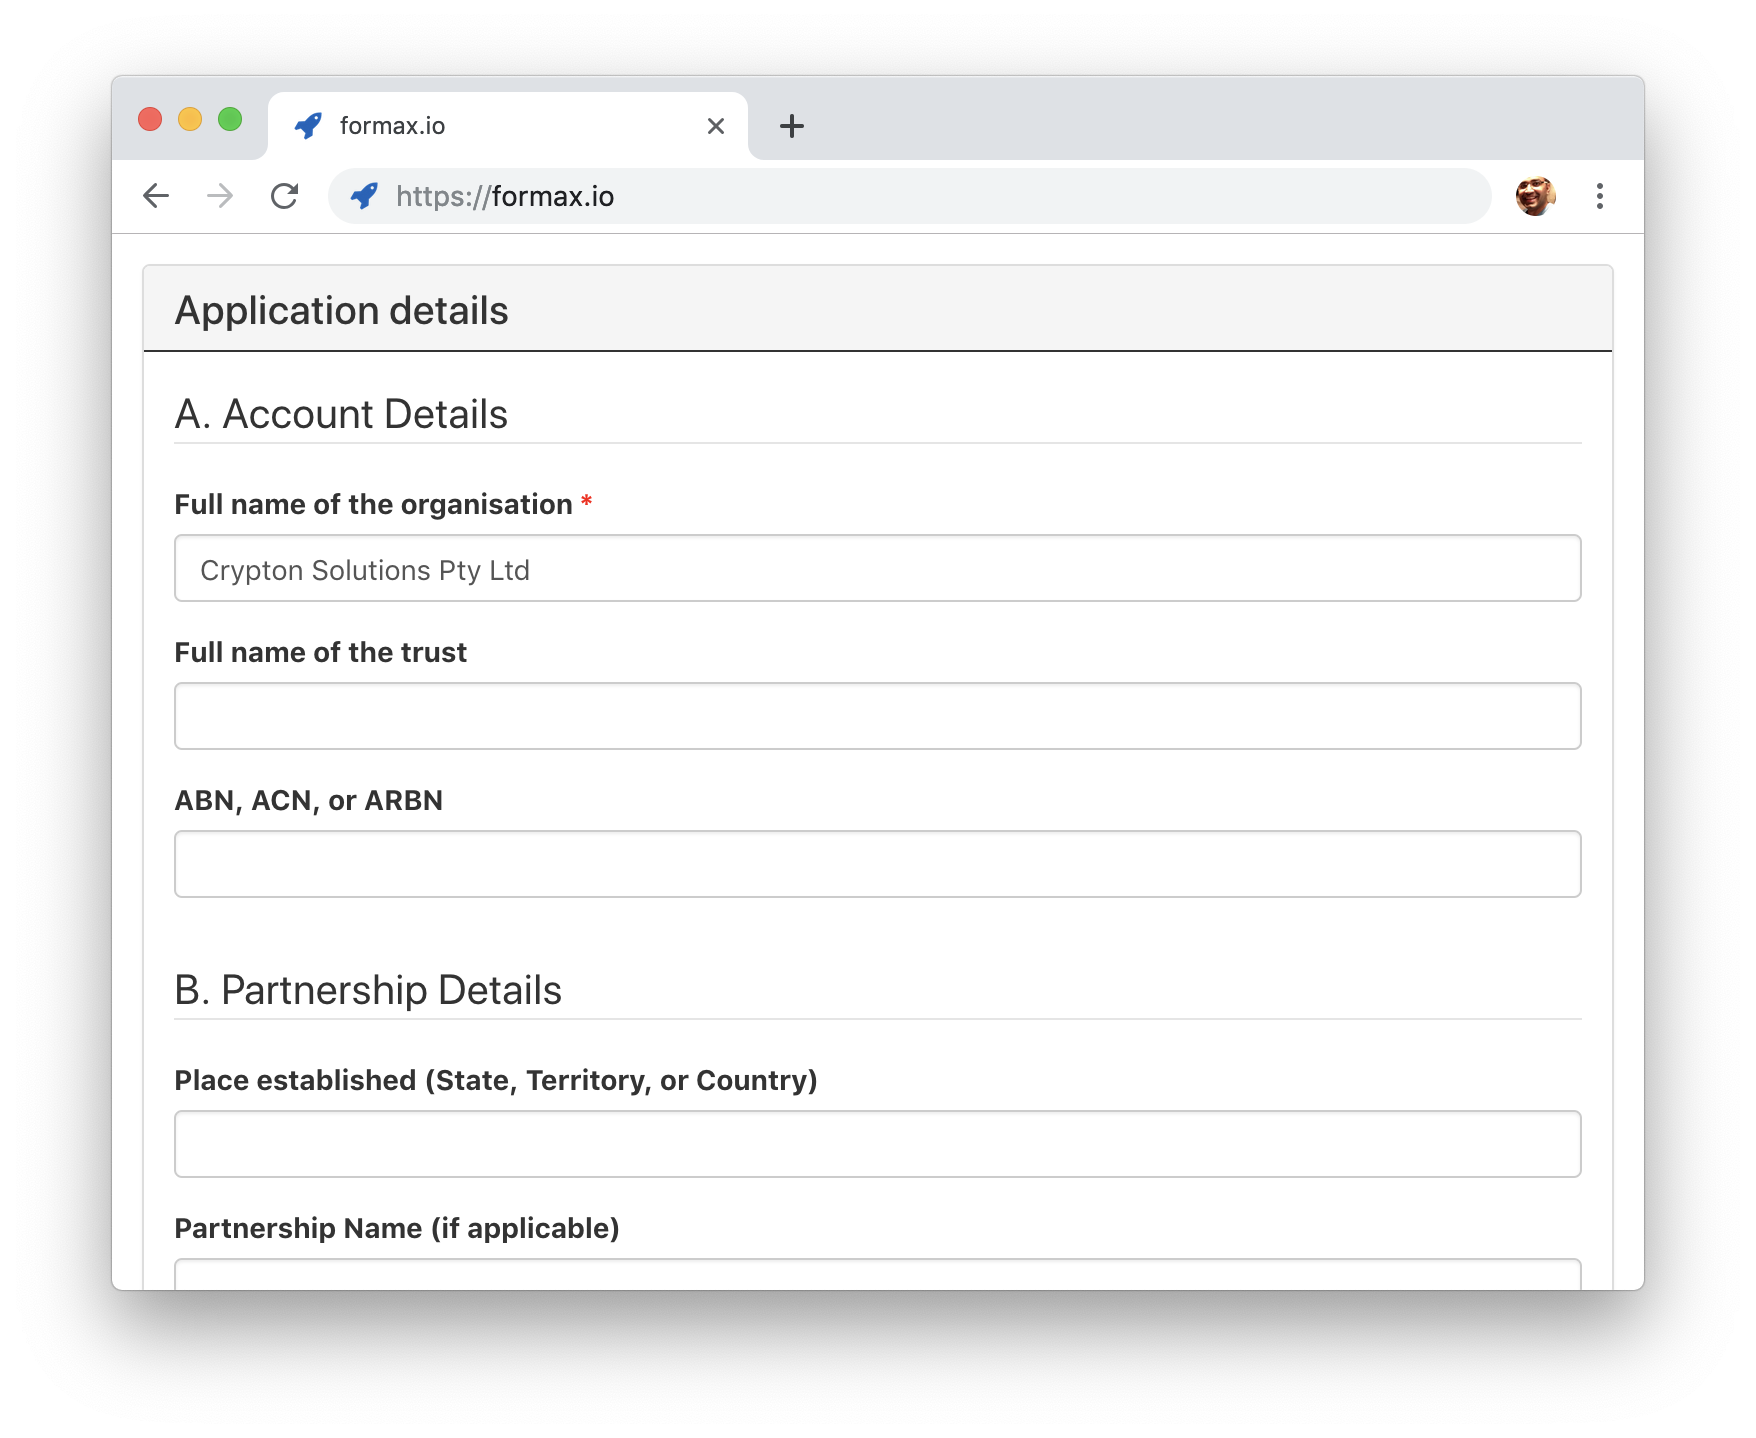 formax.io
https://formax.io
Application details
A. Account Details
Full name of the organisation *
Crypton Solutions Pty Ltd
Full name of the trust
ABN, ACN, or ARBN
B. Partnership Details
Place established (State, Territory, or Country)
Partnership Name (if applicable)